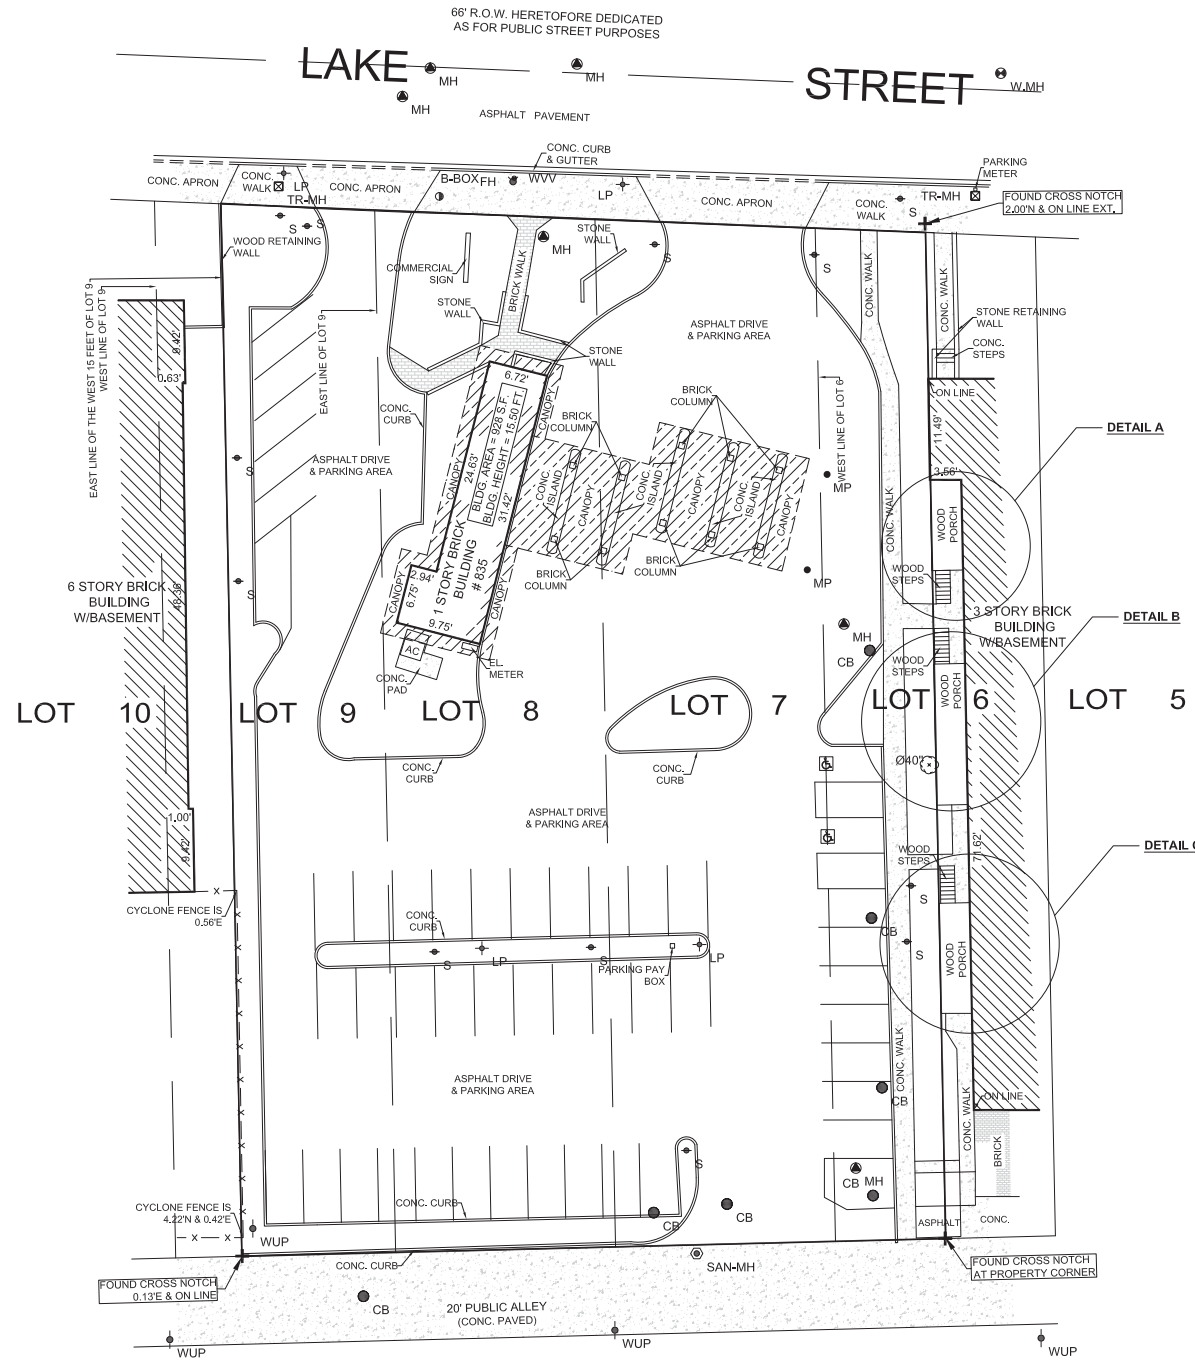 66' R.O.W. HERETOFORE DEDICATED
AS FOR PUBLIC STREET PURPOSES
LAKE STREET
MH
MH
MH
W.MH
ASPHALT PAVEMENT
CONC. CURB
& GUTTER
PARKING
METER
CONC. APRON
CONC.
WALK
LP
TR-MH
CONC. APRON
B-BOX
FH
WVV
LP
CONC. APRON
CONC.
WALK
S
TR-MH
FOUND CROSS NOTCH
2.00'N & ON LINE EXT.
S
S
WOOD RETAINING
WALL
COMMERCIAL
SIGN
BRICK WALK
MH
STONE
WALL
S
S
CONC. WALK
CONC. WALK
EAST LINE OF THE WEST 15 FEET OF LOT 9
WEST LINE OF LOT 9
9.42'
0.63'
EAST LINE OF LOT 9
STONE
WALL
ASPHALT DRIVE
& PARKING AREA
STONE
WALL
STONE RETAINING
WALL
CONC.
STEPS
ON LINE
11.49'
3.56'
WEST LINE OF LOT 6
DETAIL A
CONC.
CURB
6.72'
CANOPY
BRICK
COLUMN
BRICK
COLUMN
ASPHALT DRIVE
& PARKING AREA
S
CANOPY
24.63'
BLDG. AREA = 928 S.F.
BLDG. HEIGHT = 15.50 FT
31.42'
1 STORY BRICK
BUILDING
# 835
CONC.
ISLAND
CANOPY
CONC.
ISLAND
CANOPY
CONC.
ISLAND
CANOPY
MP
CONC. WALK
WOOD
PORCH
BRICK
COLUMN
BRICK
COLUMN
MP
WOOD
STEPS
S
6 STORY BRICK
BUILDING
W/BASEMENT
48.36'
CANOPY
2.94'
6.75'
9.75'
CANOPY
AC
CONC.
PAD
EL.
METER
MH
CB
3 STORY BRICK
BUILDING
W/BASEMENT
DETAIL B
WOOD
STEPS
WOOD
PORCH
LOT 10
LOT 9
LOT 8
LOT 7
LOT 6
LOT 5
CONC.
CURB
CONC.
CURB
Ø40"
1.00'
9.42'
ASPHALT DRIVE
& PARKING AREA
71.62'
WOOD
STEPS
DETAIL
CYCLONE FENCE IS
0.56'E
CONC.
CURB
S
LP
S
PARKING PAY
BOX
LP
S
CB
S
WOOD
PORCH
ASPHALT DRIVE
& PARKING AREA
CONC. WALK
CB
ON LINE
CONC. WALK
BRICK
S
CB
MH
CYCLONE FENCE IS
4.22'N & 0.42'E
WUP
CONC. CURB
CB
CB
ASPHALT
CONC.
FOUND CROSS NOTCH
0.13'E & ON LINE
CONC. CURB
SAN-MH
FOUND CROSS NOTCH
AT PROPERTY CORNER
CB
20' PUBLIC ALLEY
(CONC. PAVED)
WUP
WUP
WUP